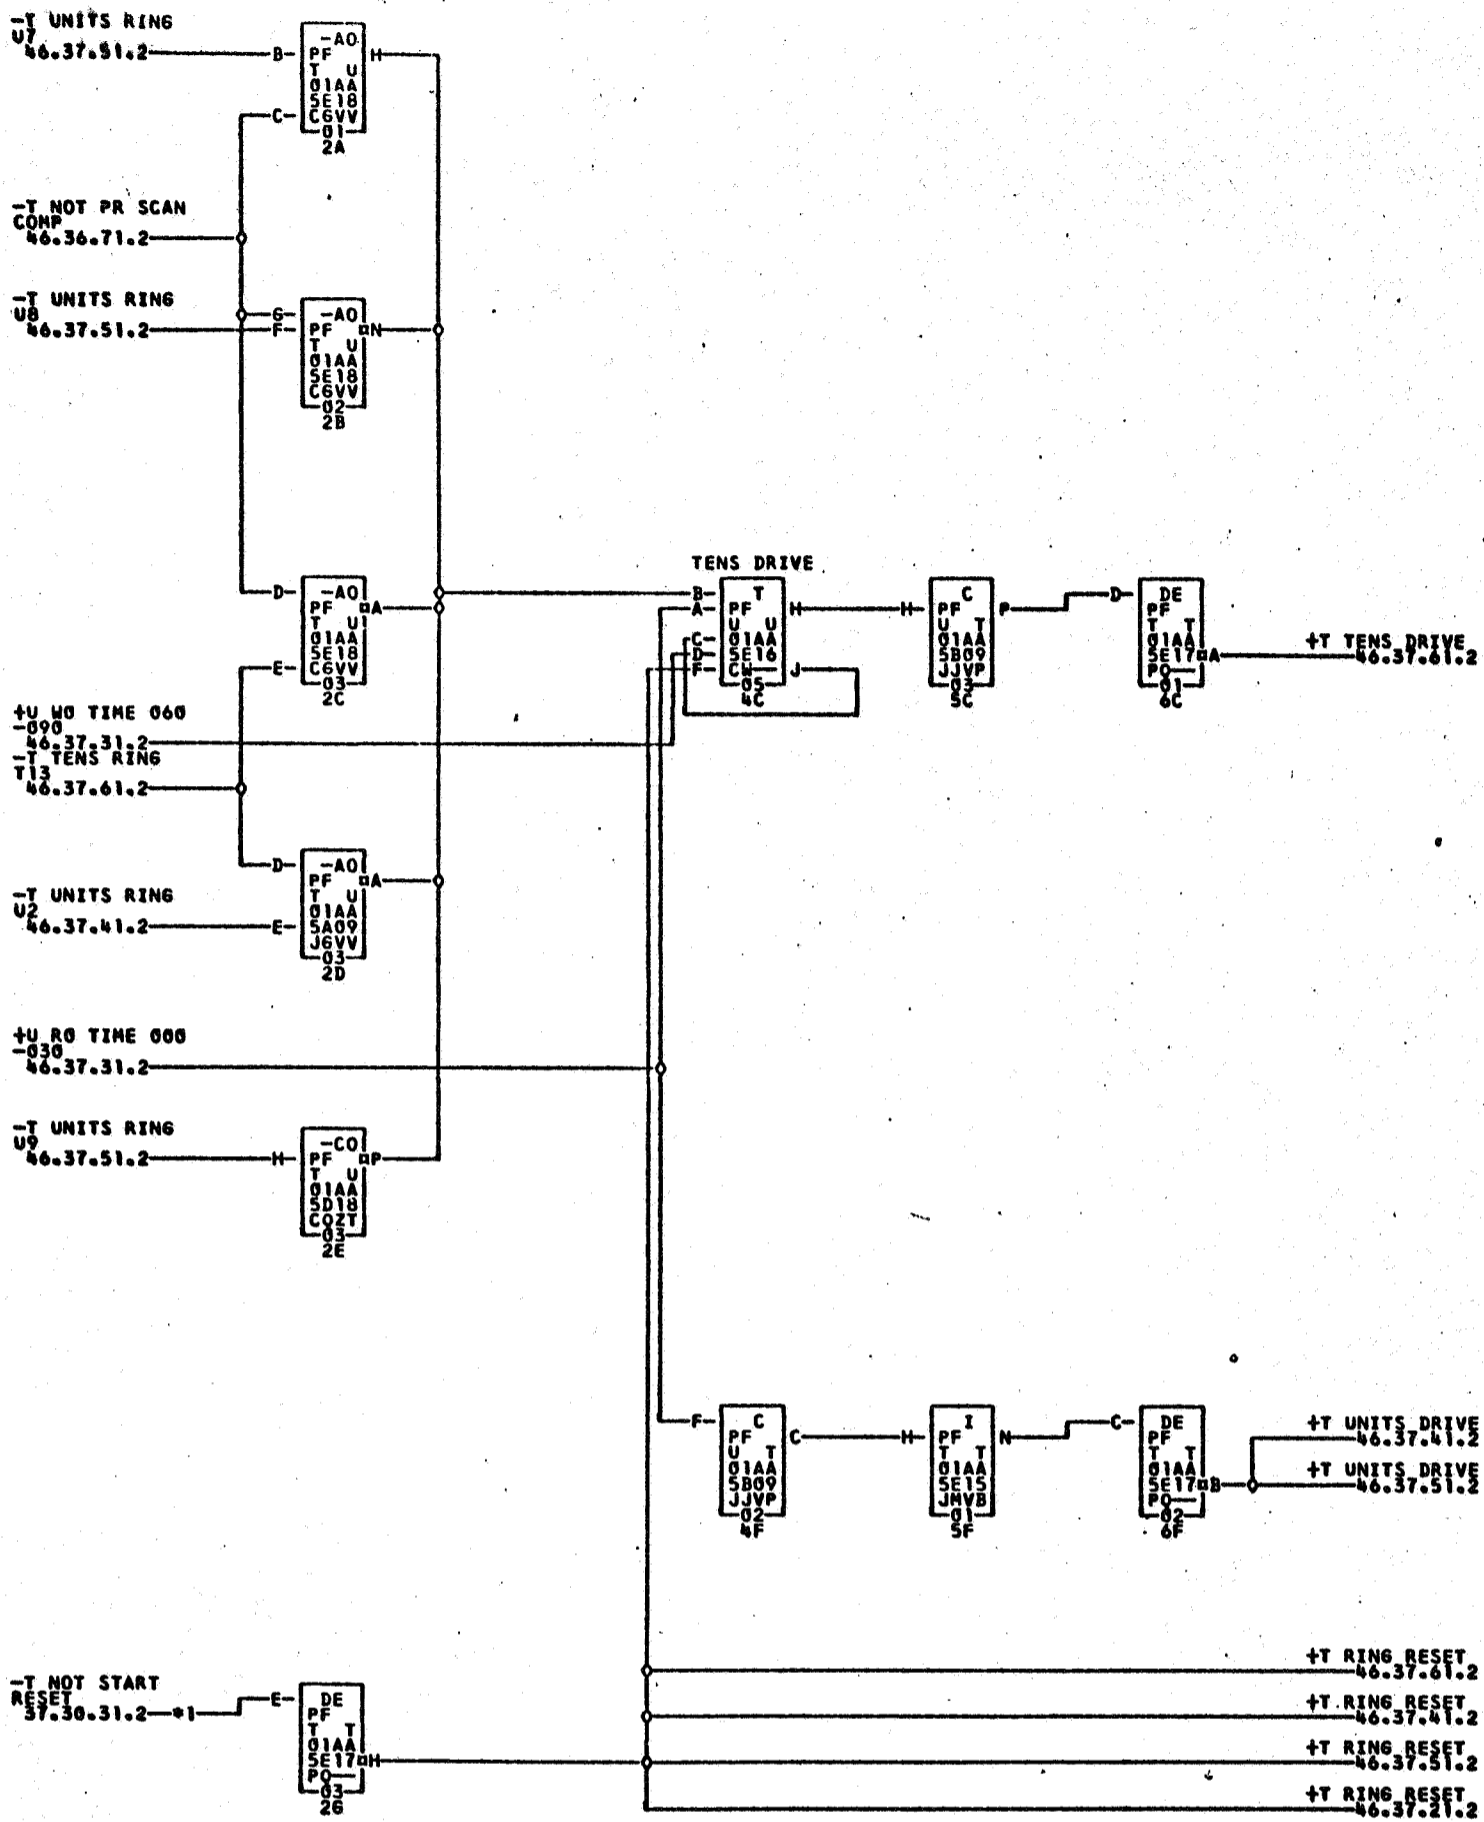 -T UNITS RING
U7
46.37.51.2
B-
C-
-AO
PF H
T U
01AA
5E18
C6VV
01
2A
-T NOT PR SCAN
COMP
46.36.71.2
-T UNITS RING
U8
46.37.51.2
G-
F-
-AO
PF N
T U
01AA
5E18
C6VV
02
2B
D-
E-
-AO
PF A
T U
01AA
5E18
C6VV
03
2C
TENS DRIVE
B-
A-
C-
D-
F-
T
PF H
U U
01AA
5E16
J
05
4C
H-
C
PF P
U T
01AA
5B09
JJVP
03
5C
D-
DE
PF
T T
01AA
5E17 A
PQ--
01
6C
+T TENS DRIVE
46.37.61.2
+U WO TIME 060
-090
46.37.31.2
-T TENS RING
T13
46.37.61.2
-T UNITS RING
U2
46.37.41.2
D-
E-
-AO
PF A
T U
01AA
5A09
J6VV
03
2D
+U RO TIME 000
-030
46.37.31.2
-T UNITS RING
U9
46.37.51.2
H-
-CO
PF P
T U
01AA
5D18
CQZT
03
2E
F-
C
PF C
U T
01AA
5B09
JJVP
02
4F
H-
I
PF N
T T
01AA
5E15
JMVB
01
5F
C-
DE
PF
T T
01AA
5E17 B
PQ--
02
6F
+T UNITS DRIVE
46.37.41.2
+T UNITS DRIVE
46.37.51.2
-T NOT START
RESET
37.30.31.2--*1
E-
DE
PF
T T
01AA
5E17 H
PQ--
03
2G
+T RING RESET
46.37.61.2
+T RING RESET
46.37.41.2
+T RING RESET
46.37.51.2
+T RING RESET
46.37.21.2